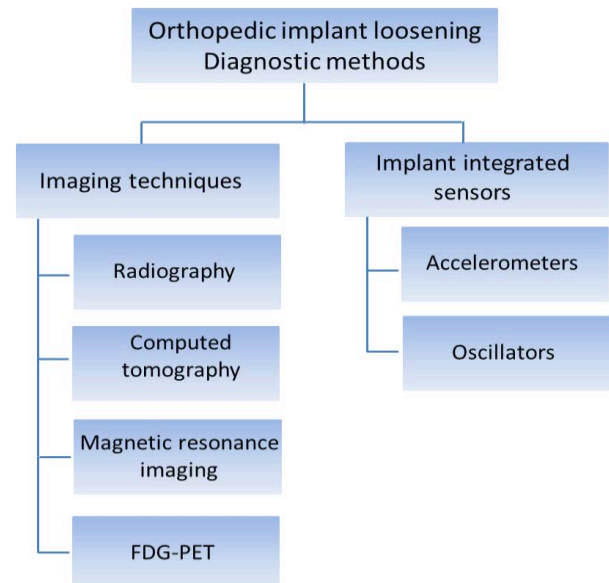 Orthopedic implant loosening
Diagnostic methods
Imaging techniques
Radiography
Computed
tomography
Magnetic resonance
imaging
FDG-PET
Implant integrated
sensors
Accelerometers
Oscillators